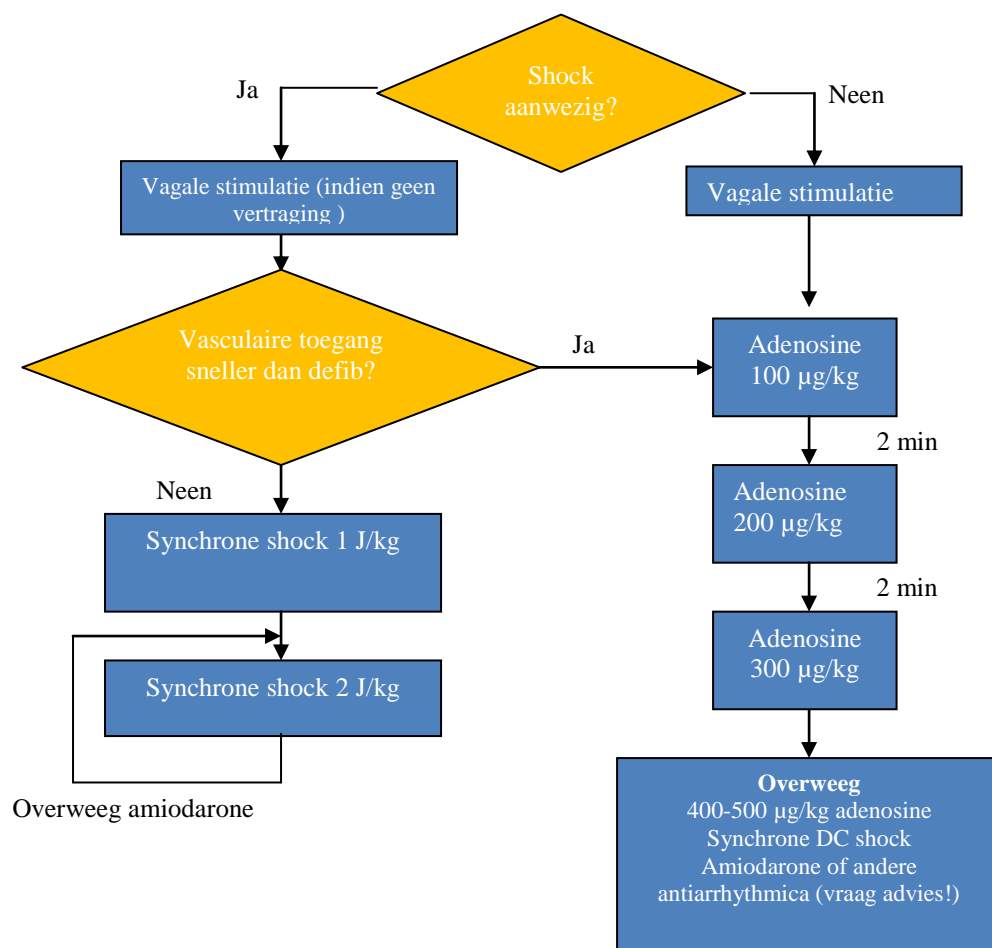 Shock
aanwezig?
Ja
Neen
Vagale stimulatie (indien geen
vertraging )
Vagale stimulatie
Vasculaire toegang
sneller dan defib?
Ja
Adenosine
100 µg/kg
2 min
Neen
Adenosine
200 µg/kg
Synchrone shock 1 J/kg
2 min
Adenosine
300 µg/kg
Synchrone shock 2 J/kg
Overweeg amiodarone
Overweeg
400-500 µg/kg adenosine
Synchrone DC shock
Amiodarone of andere
antiarrhythmica (vraag advies!)